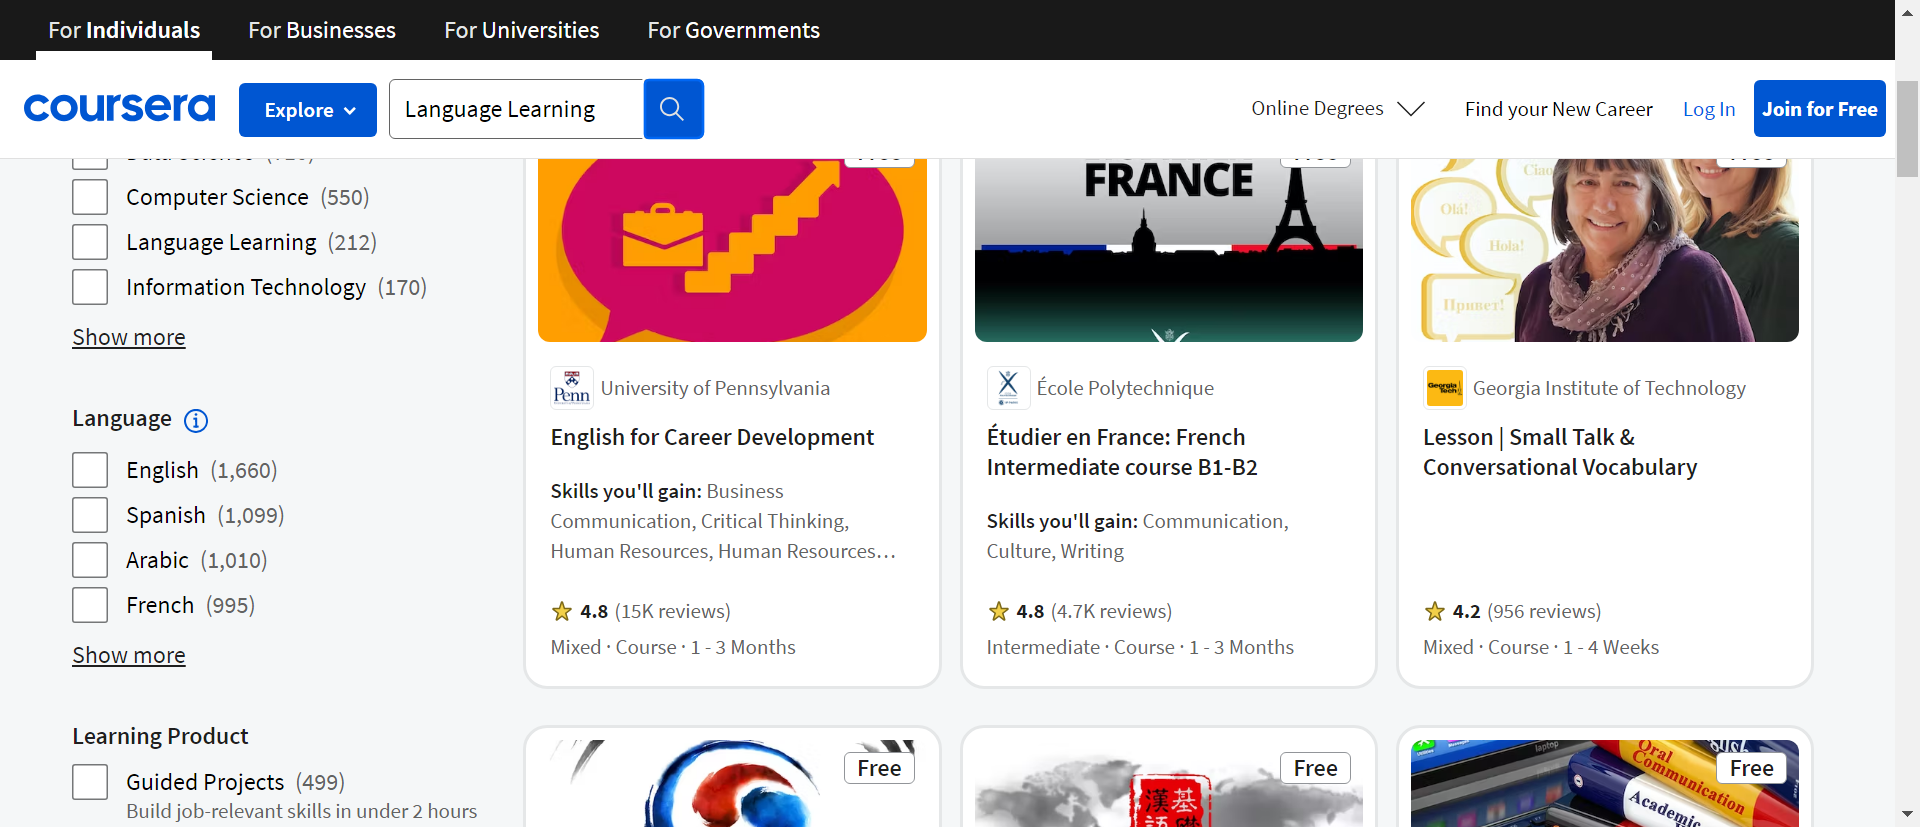 For Individuals
For Businesses
For Universities
For Governments
coursera
Explore
Language Learning
Online Degrees
Find your New Career
Log In
Join for Free
Computer Science (550)
Language Learning (212)
Information Technology (170)
Show more
Language
English (1,660)
Spanish (1,099)
Arabic (1,010)
French (995)
Show more
Learning Product
Guided Projects (499)
Build job-relevant skills in under 2 hours
Penn
University of Pennsylvania
English for Career Development
Skills you'll gain: Business
Communication, Critical Thinking,
Human Resources, Human Resources…
4.8 (15K reviews)
Mixed · Course · 1 - 3 Months
FRANCE
École Polytechnique
Étudier en France: French
Intermediate course B1-B2
Skills you'll gain: Communication,
Culture, Writing
4.8 (4.7K reviews)
Intermediate · Course · 1 - 3 Months
Ciao
Olá!
Hola!
Привет!
Georgia Tech
Georgia Institute of Technology
Lesson | Small Talk &
Conversational Vocabulary
4.2 (956 reviews)
Mixed · Course · 1 - 4 Weeks
Free
Free
漢基
語礎
Free
laptop
Oral
Communication
Academic